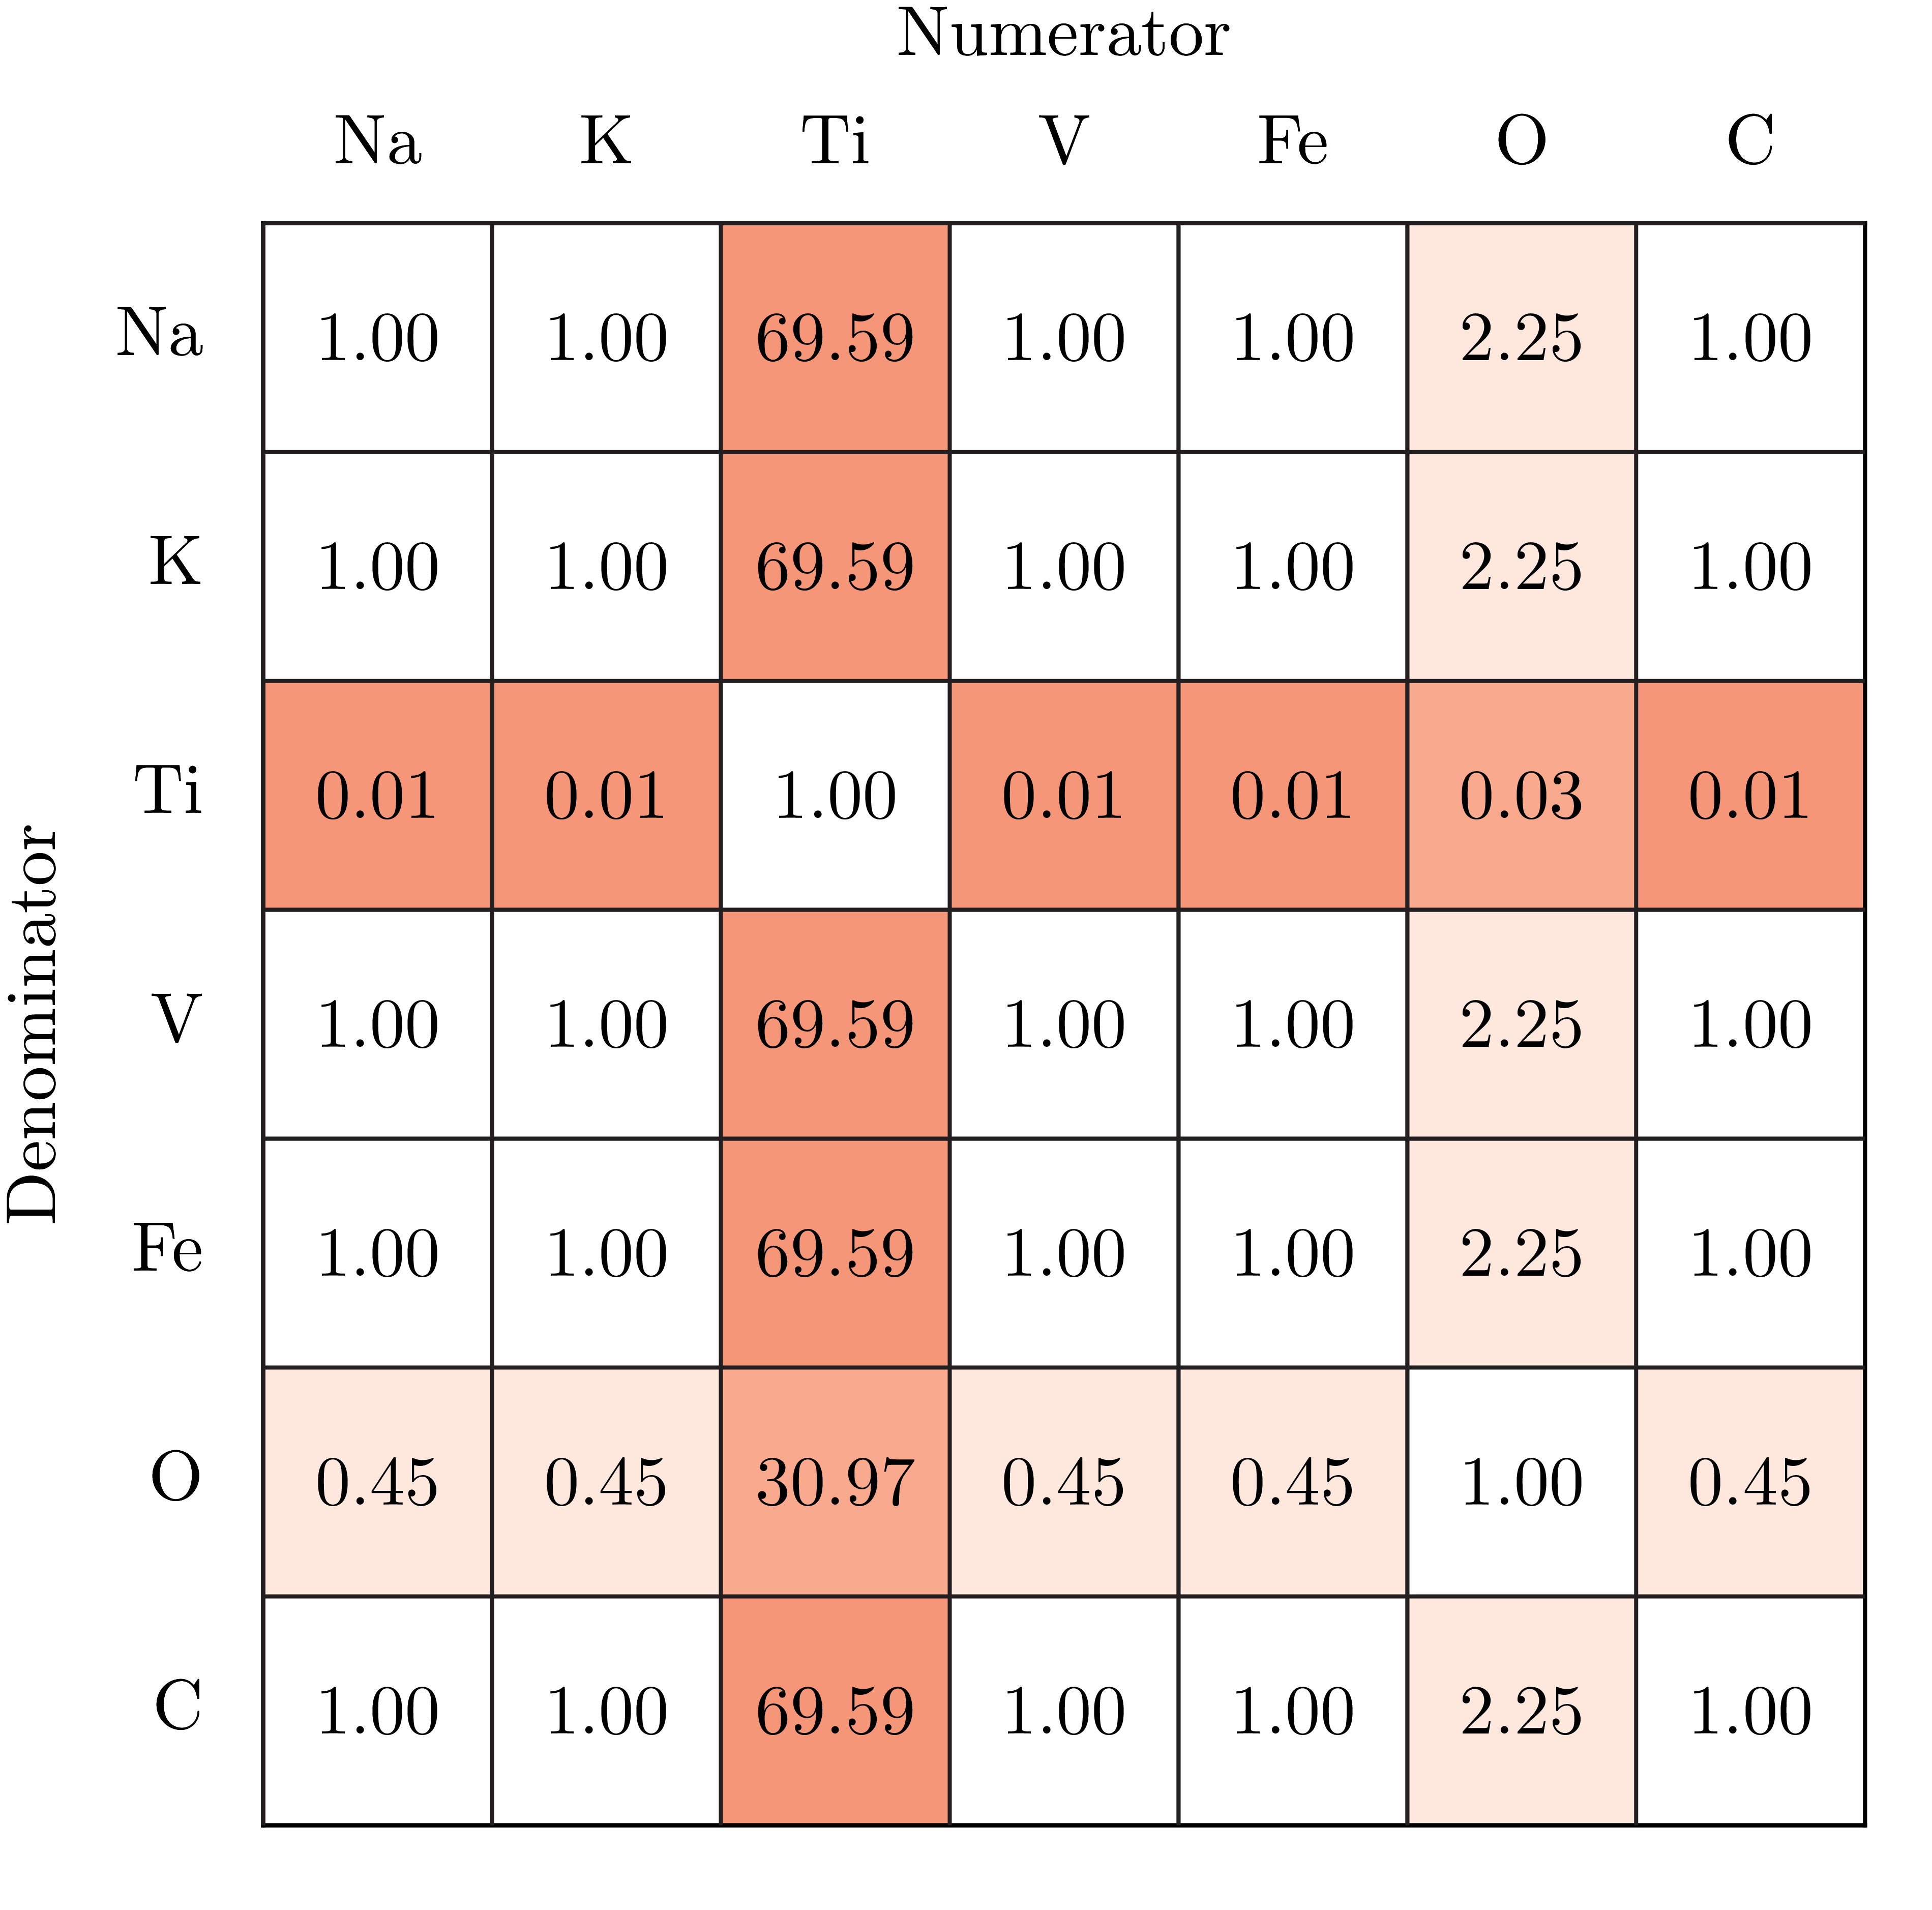 Numerator
Na K Ti V Fe O C
Na 1.00 1.00 69.59 1.00 1.00 2.25 1.00
K 1.00 1.00 69.59 1.00 1.00 2.25 1.00
Ti 0.01 0.01 1.00 0.01 0.01 0.03 0.01
V 1.00 1.00 69.59 1.00 1.00 2.25 1.00
Fe 1.00 1.00 69.59 1.00 1.00 2.25 1.00
O 0.45 0.45 30.97 0.45 0.45 1.00 0.45
C 1.00 1.00 69.59 1.00 1.00 2.25 1.00
Denominator